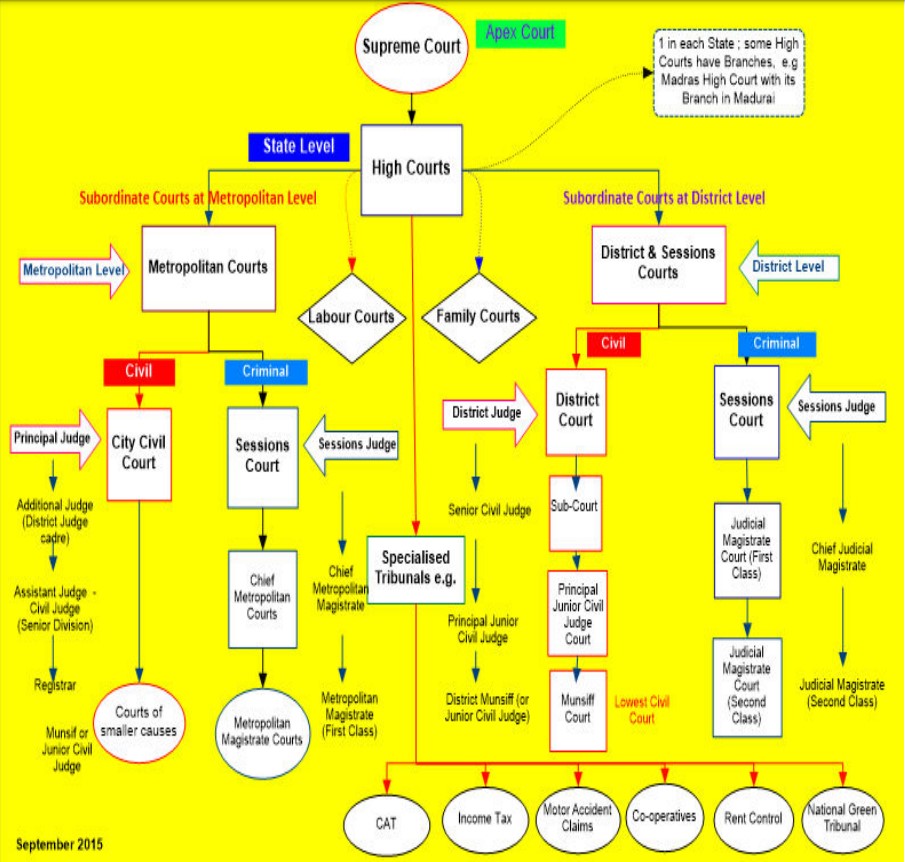 Supreme Court
Apex Court
1 in each State ; some High
Courts have Branches, e.g
Madras High Court with its
Branch in Madurai
State Level
High Courts
Subordinate Courts at Metropolitan Level
Subordinate Courts at District Level
Metropolitan Level
Metropolitan Courts
Labour Courts
Family Courts
District & Sessions
Courts
District Level
Civil
Criminal
Civil
Criminal
Principal Judge
City Civil
Court
Sessions
Court
Sessions Judge
District Judge
District
Court
Sessions
Court
Sessions Judge
Additional Judge
(District Judge
cadre)
Assistant Judge -
Civil Judge
(Senior Division)
Registrar
Munsif or
Junior Civil
Judge
Courts of
smaller causes
Chief
Metropolitan
Courts
Metropolitan
Magistrate Courts
Chief
Metropolitan
Magistrate
Metropolitan
Magistrate
(First Class)
Specialised
Tribunals e.g.
Senior Civil Judge
Principal Junior
Civil Judge
District Munsiff (or
Junior Civil Judge)
Sub-Court
Principal
Junior Civil
Judge
Court
Munsiff
Court
Lowest Civil
Court
Judicial
Magistrate
Court (First
Class)
Judicial
Magistrate
Court
(Second
Class)
Chief Judicial
Magistrate
Judicial Magistrate
(Second Class)
CAT
Income Tax
Motor Accident
Claims
Co-operatives
Rent Control
National Green
Tribunal
September 2015